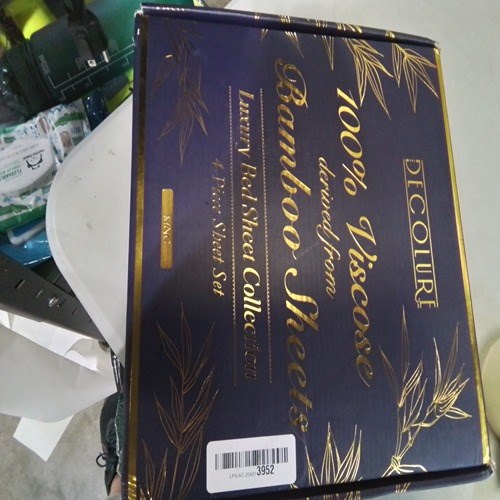 DECOLURE
100% Viscose
derived from
Bamboo Sheets
Luxury Bed Sheet Collection
4-Piece Sheet Set
KING
3952